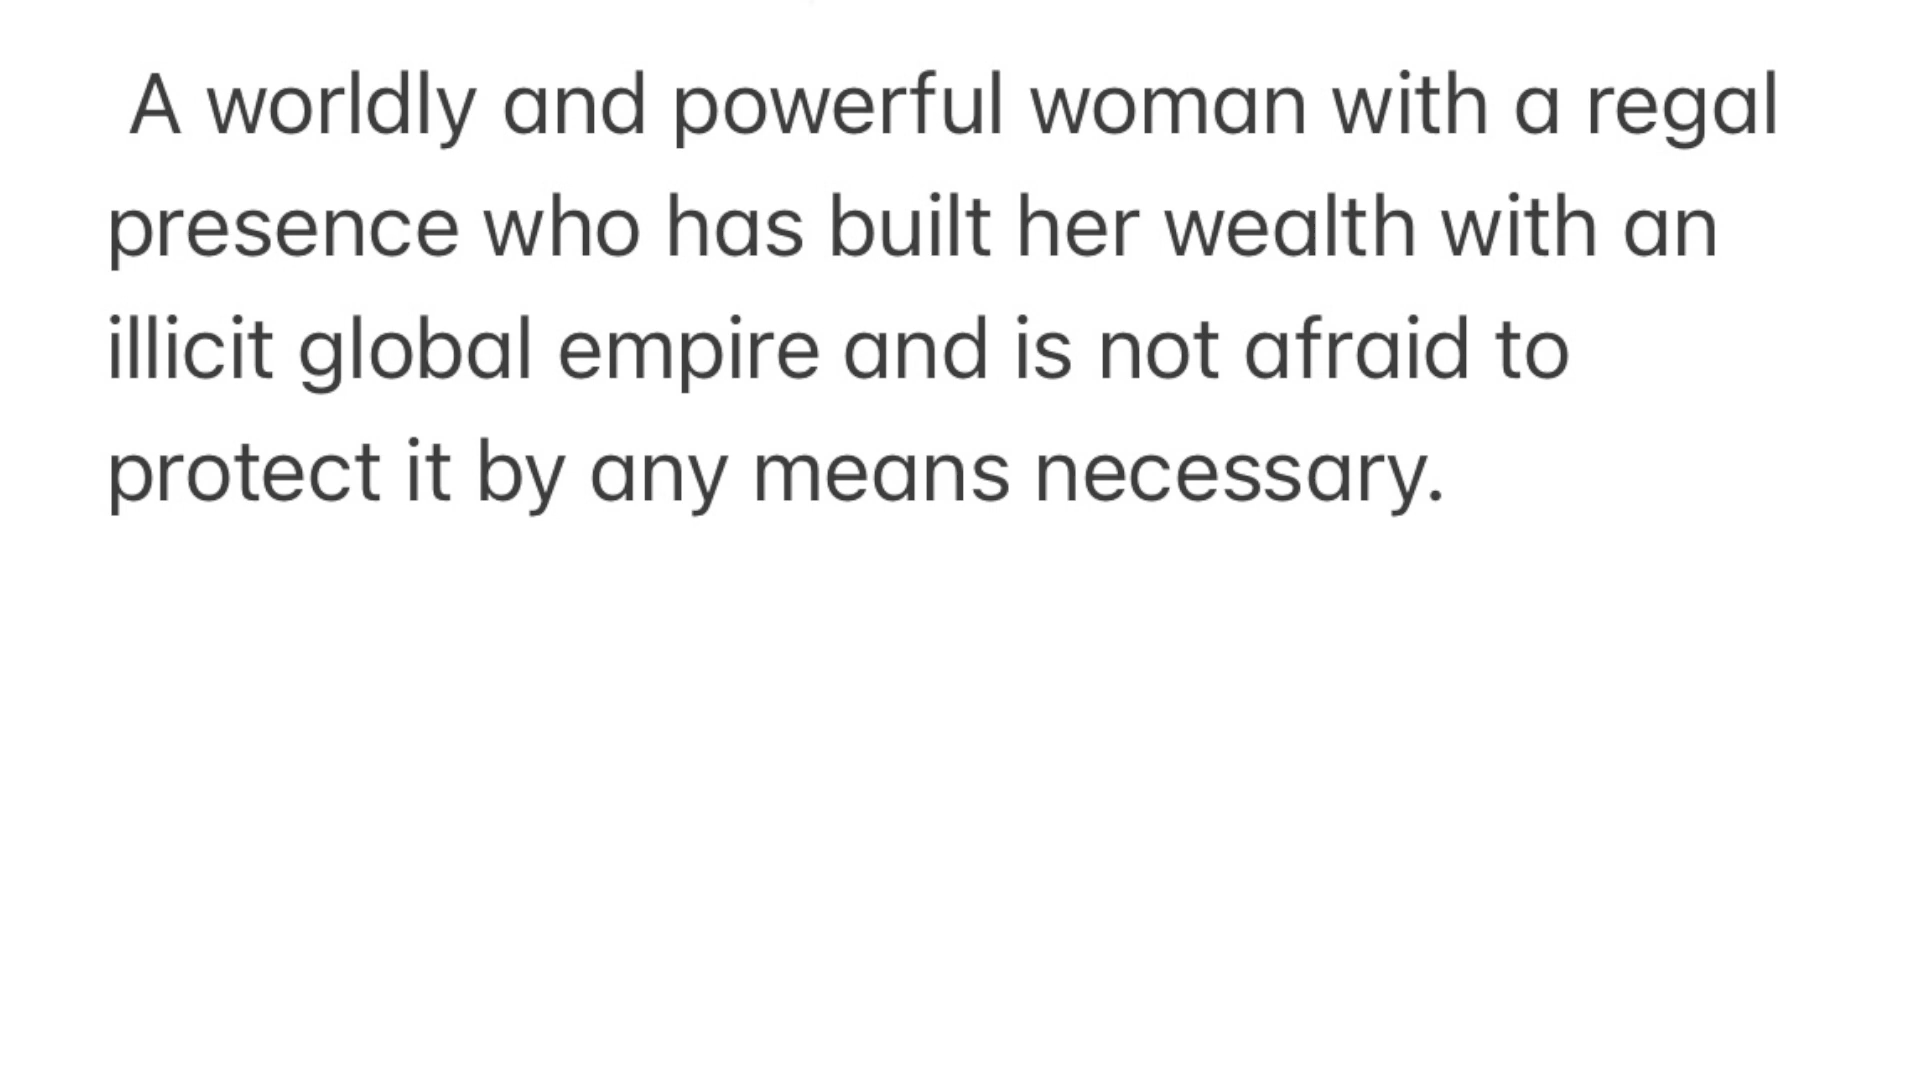 A worldly and powerful woman with a regal
presence who has built her wealth with an
illicit global empire and is not afraid to
protect it by any means necessary.